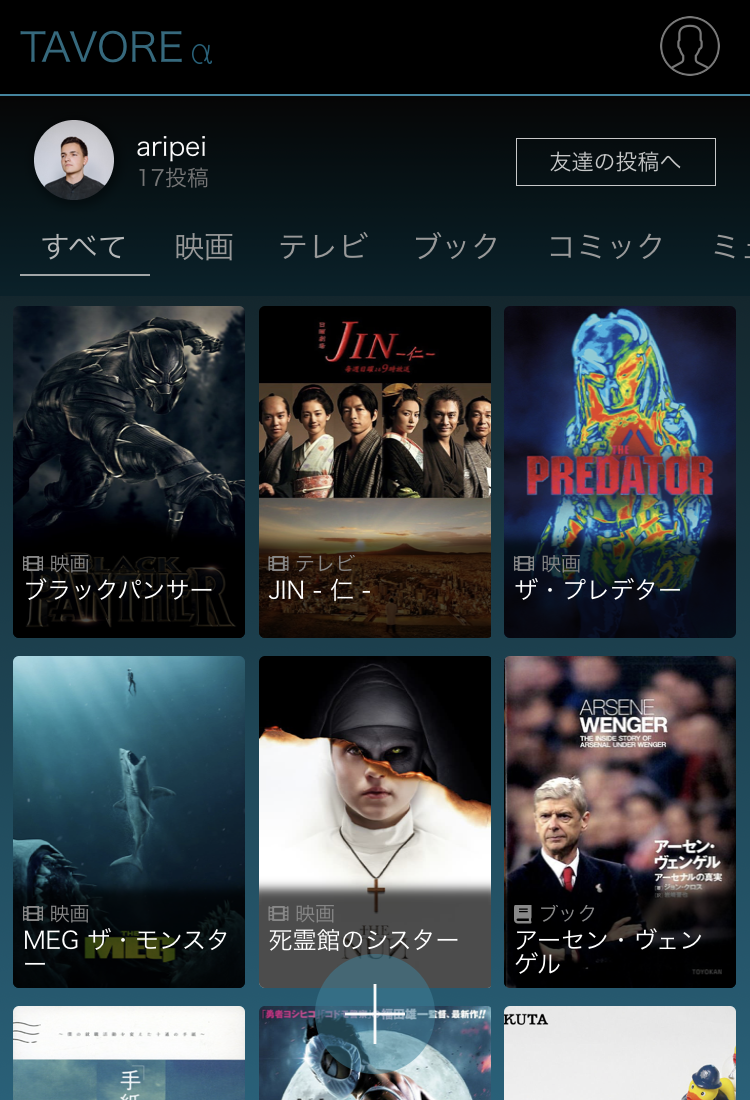 TAVORE α
aripei
17投稿
友達の投稿へ
すべて
映画
テレビ
ブック
コミック
ミュ
JIN-仁-
毎週日曜よる9時放送
映画
ブラックパンサー
BLACK
PANTHER
テレビ
JIN - 仁 -
THE
PREDATOR
映画
ザ・プレデター
映画
MEG ザ・モンスタ
ー
THE
MEG
映画
死霊館のシスター
THE
NUN
ARSENE
WENGER
THE INSIDE STORY OF
ARSENAL UNDER WENGER
アーセン・
ヴェンゲル
アーセナルの真実
ジョン・クロス
ブック
アーセン・ヴェン
ゲル
TOYOKAN
手
紙
「勇者ヨシヒコ」
福田雄一監督、最新作!!
KUTA